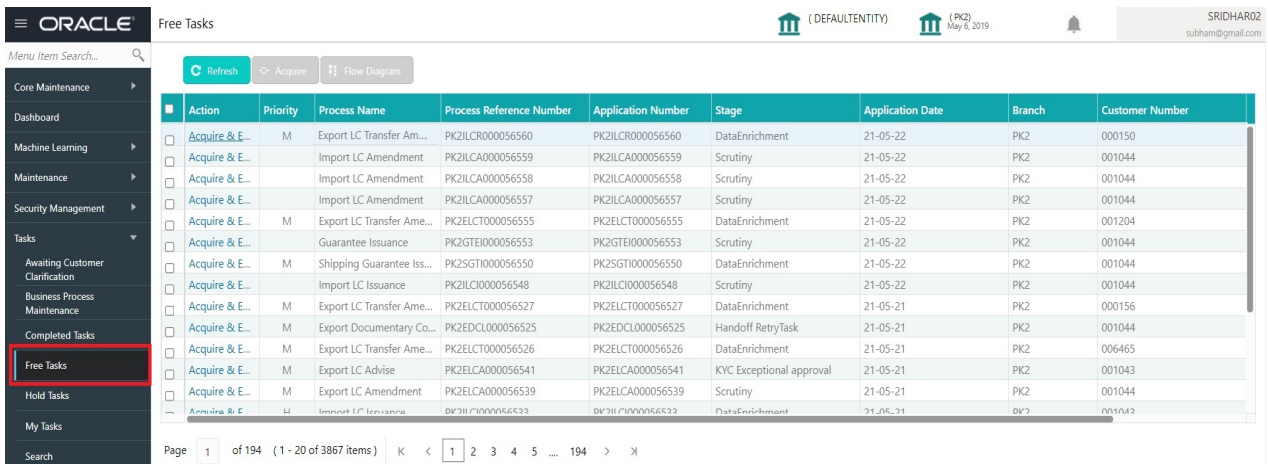 ORACLE Free Tasks ( DEFAULTENTITY) ( PK2) SRIDHAR02
May 6, 2019 subham@gmail.com
Menu Item Search...
Core Maintenance
Dashboard
Machine Learning
Maintenance
Security Management
Tasks
Awaiting Customer
Clarification
Business Process
Maintenance
Completed Tasks
Free Tasks
Hold Tasks
My Tasks
Search
Refresh Acquire Flow Diagram
Action Priority Process Name Process Reference Number Application Number Stage Application Date Branch Customer Number
Acquire & E... M Export LC Transfer Am... PK2ILCR000056560 PK2ILCR000056560 DataEnrichment 21-05-22 PK2 000150
Acquire & E... Import LC Amendment PK2ILCA000056559 PK2ILCA000056559 Scrutiny 21-05-22 PK2 001044
Acquire & E... Import LC Amendment PK2ILCA000056558 PK2ILCA000056558 Scrutiny 21-05-22 PK2 001044
Acquire & E... Import LC Amendment PK2ILCA000056557 PK2ILCA000056557 Scrutiny 21-05-22 PK2 001044
Acquire & E... M Export LC Transfer Ame... PK2ELCT000056555 PK2ELCT000056555 DataEnrichment 21-05-22 PK2 001204
Acquire & E... Guarantee Issuance PK2GTEI000056553 PK2GTEI000056553 Scrutiny 21-05-22 PK2 001044
Acquire & E... M Shipping Guarantee Iss... PK2SGTI000056550 PK2SGTI000056550 DataEnrichment 21-05-22 PK2 001044
Acquire & E... Import LC Issuance PK2ILCI000056548 PK2ILCI000056548 Scrutiny 21-05-22 PK2 001044
Acquire & E... M Export LC Transfer Ame... PK2ELCT000056527 PK2ELCT000056527 DataEnrichment 21-05-21 PK2 000156
Acquire & E... M Export Documentary Co... PK2EDCL000056525 PK2EDCL000056525 Handoff RetryTask 21-05-21 PK2 001044
Acquire & E... M Export LC Transfer Ame... PK2ELCT000056526 PK2ELCT000056526 DataEnrichment 21-05-21 PK2 006465
Acquire & E... M Export LC Advise PK2ELCA000056541 PK2ELCA000056541 KYC Exceptional approval 21-05-21 PK2 001043
Acquire & E... M Export LC Amendment PK2ELCA000056539 PK2ELCA000056539 Scrutiny 21-05-21 PK2 001044
Acquire & E... H Import LC Issuance PK2ILCI000056533 PK2ILCI000056533 DataEnrichment 21-05-21 PK2 001043
Page 1 of 194 ( 1 - 20 of 3867 items ) 1 2 3 4 5 ... 194